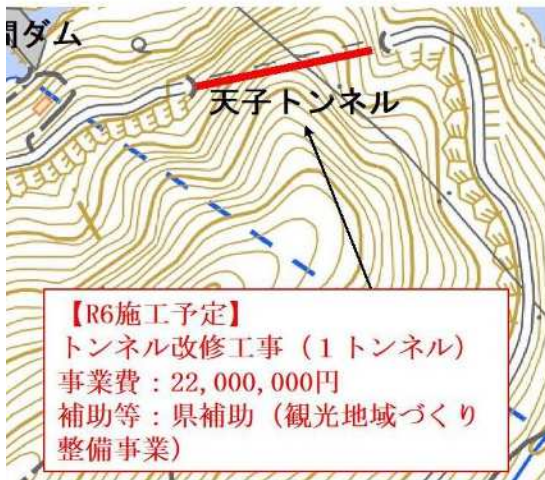 間ダム
天子トンネル
【R6施工予定】
トンネル改修工事（１トンネル）
事業費：22,000,000円
補助等：県補助（観光地域づくり
整備事業）